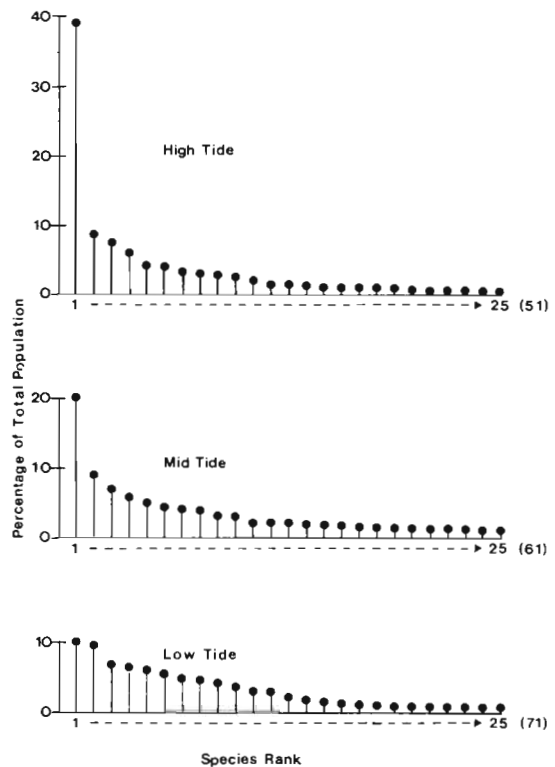 Percentage of Total Population
40
30
20
10
0
High Tide
1 25 (51)
20
10
0
Mid Tide
1 25 (61)
10
0
Low Tide
1 25 (71)
Species Rank